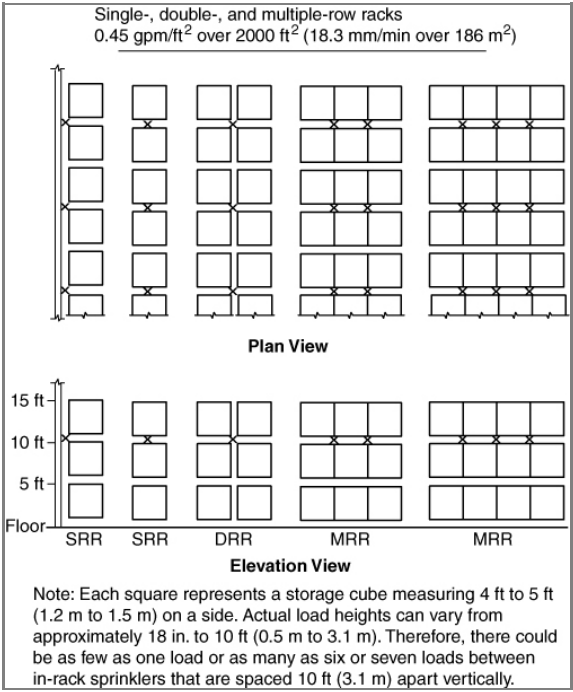 Single-, double-, and multiple-row racks
0.45 gpm/ft² over 2000 ft² (18.3 mm/min over 186 m²)
Plan View
15 ft
10 ft
5 ft
Floor
SRR SRR DRR MRR MRR
Elevation View
Note: Each square represents a storage cube measuring 4 ft to 5 ft
(1.2 m to 1.5 m) on a side. Actual load heights can vary from
approximately 18 in. to 10 ft (0.5 m to 3.1 m). Therefore, there could
be as few as one load or as many as six or seven loads between
in-rack sprinklers that are spaced 10 ft (3.1 m) apart vertically.